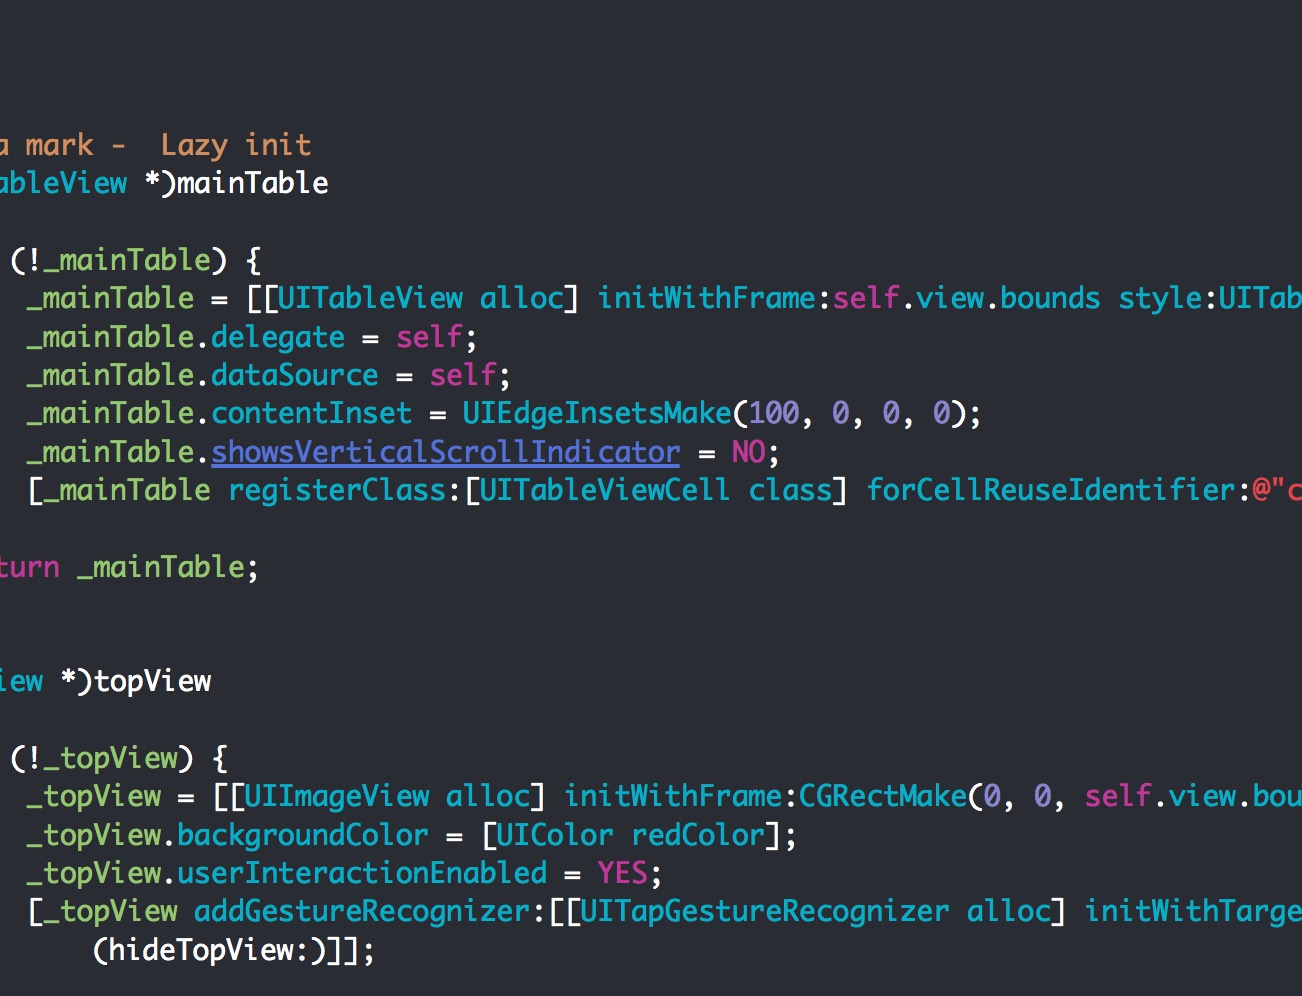 a mark -  Lazy init
ableView *)mainTable
(!_mainTable) {
_mainTable = [[UITableView alloc] initWithFrame:self.view.bounds style:UITab
_mainTable.delegate = self;
_mainTable.dataSource = self;
_mainTable.contentInset = UIEdgeInsetsMake(100, 0, 0, 0);
_mainTable.showsVerticalScrollIndicator = NO;
[_mainTable registerClass:[UITableViewCell class] forCellReuseIdentifier:@"c
turn _mainTable;
iew *)topView
(!_topView) {
_topView = [[UIImageView alloc] initWithFrame:CGRectMake(0, 0, self.view.bou
_topView.backgroundColor = [UIColor redColor];
_topView.userInteractionEnabled = YES;
[_topView addGestureRecognizer:[[UITapGestureRecognizer alloc] initWithTarge
(hideTopView:)]];